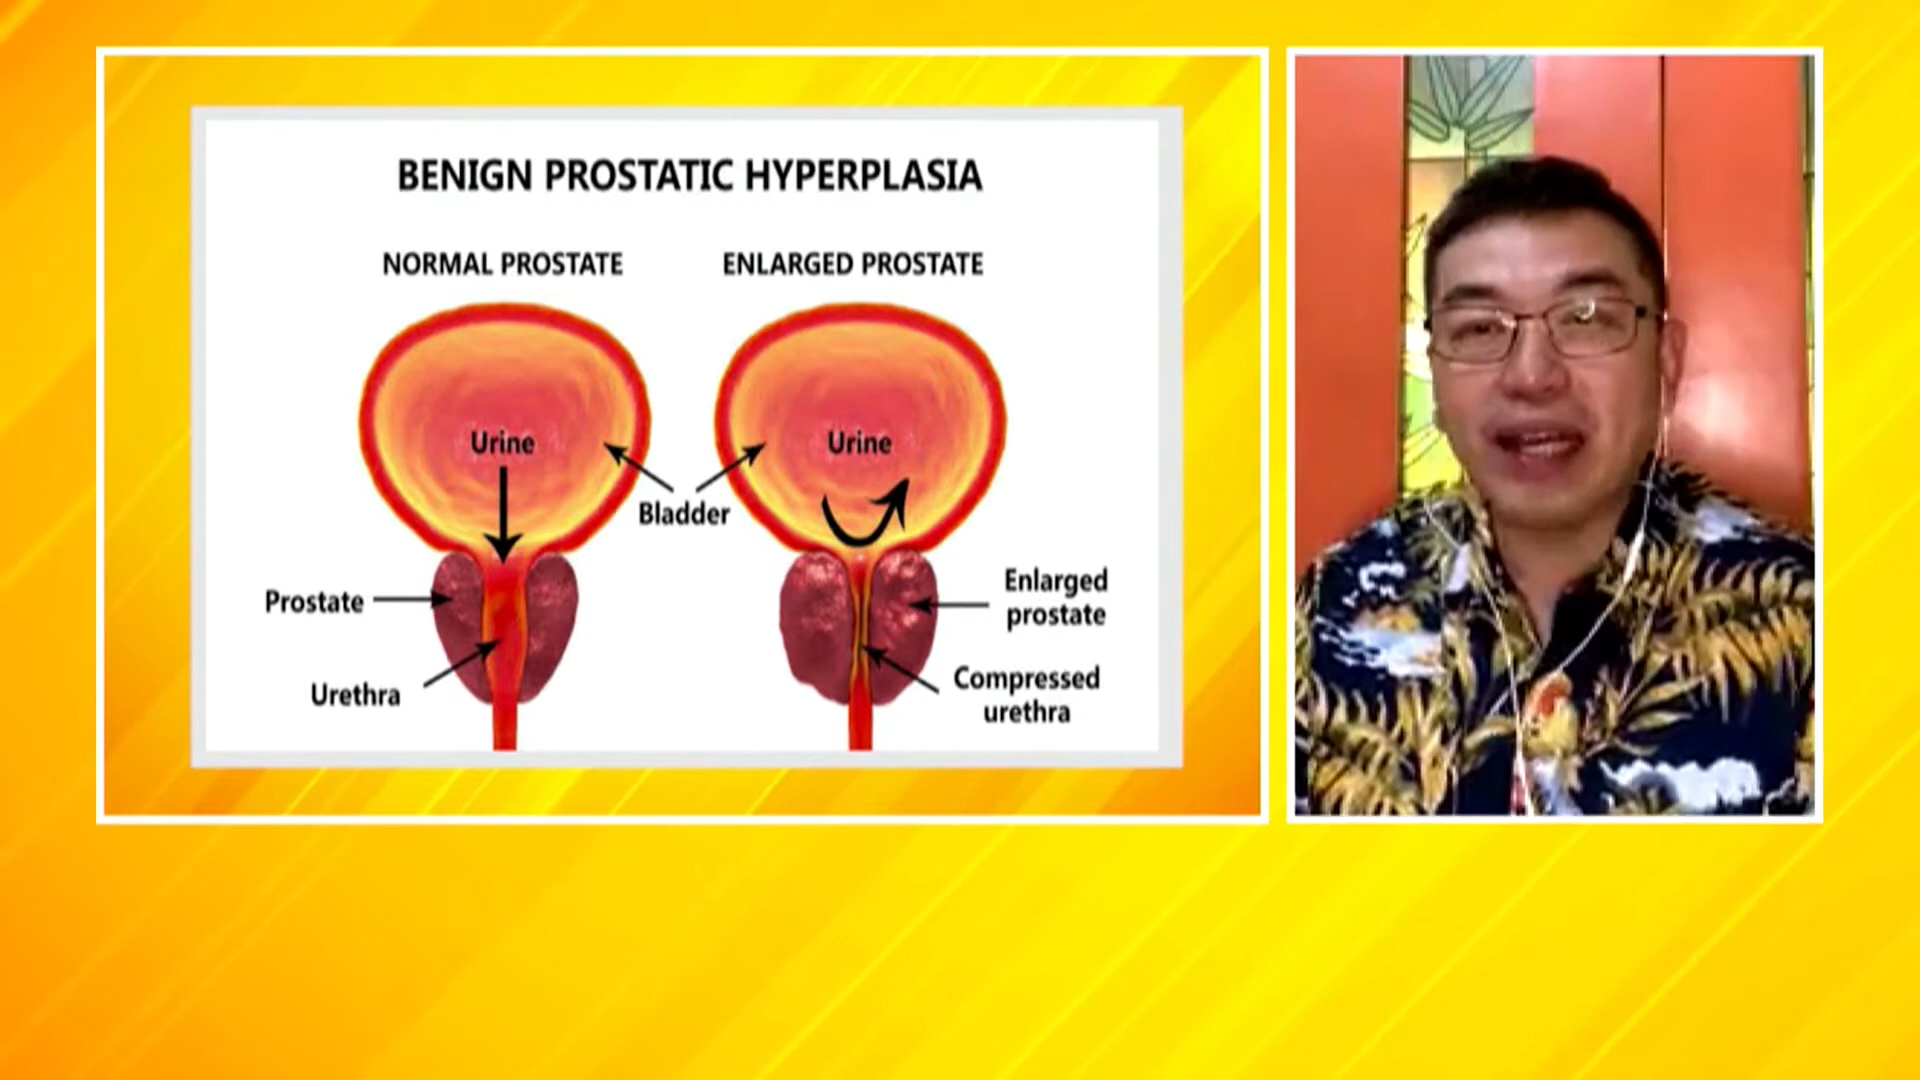 BENIGN PROSTATIC HYPERPLASIA
NORMAL PROSTATE
ENLARGED PROSTATE
Urine
Urine
Bladder
Prostate
Enlarged
prostate
Urethra
Compressed
urethra